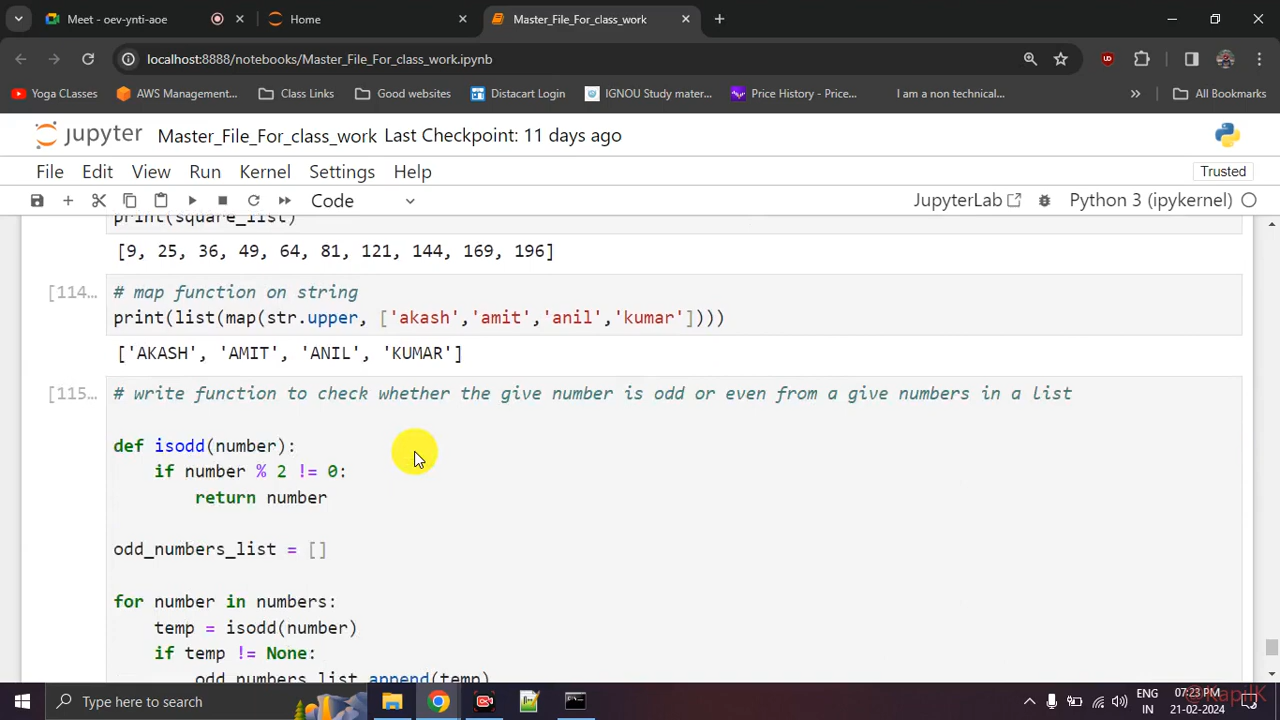 Meet - oev-ynti-aoe
Home
Master_File_For_class_work
localhost:8888/notebooks/Master_File_For_class_work.ipynb
Yoga CLasses
AWS Management...
Class Links
Good websites
Distacart Login
IGNOU Study mater...
Price History - Price...
I am a non technical...
All Bookmarks
jupyter Master_File_For_class_work Last Checkpoint: 11 days ago
File Edit View Run Kernel Settings Help
Trusted
Code
JupyterLab
Python 3 (ipykernel)
print(square_list)
[9, 25, 36, 49, 64, 81, 121, 144, 169, 196]
[114...
# map function on string
print(list(map(str.upper, ['akash','amit','anil','kumar'])))
['AKASH', 'AMIT', 'ANIL', 'KUMAR']
[115...
# write function to check whether the give number is odd or even from a give numbers in a list
def isodd(number):
    if number % 2 != 0:
        return number
odd_numbers_list = []
for number in numbers:
    temp = isodd(number)
    if temp != None:
        odd_numbers_list.append(temp)
Type here to search
ENG
IN
07:23 PM
21-02-2024
@KapilK